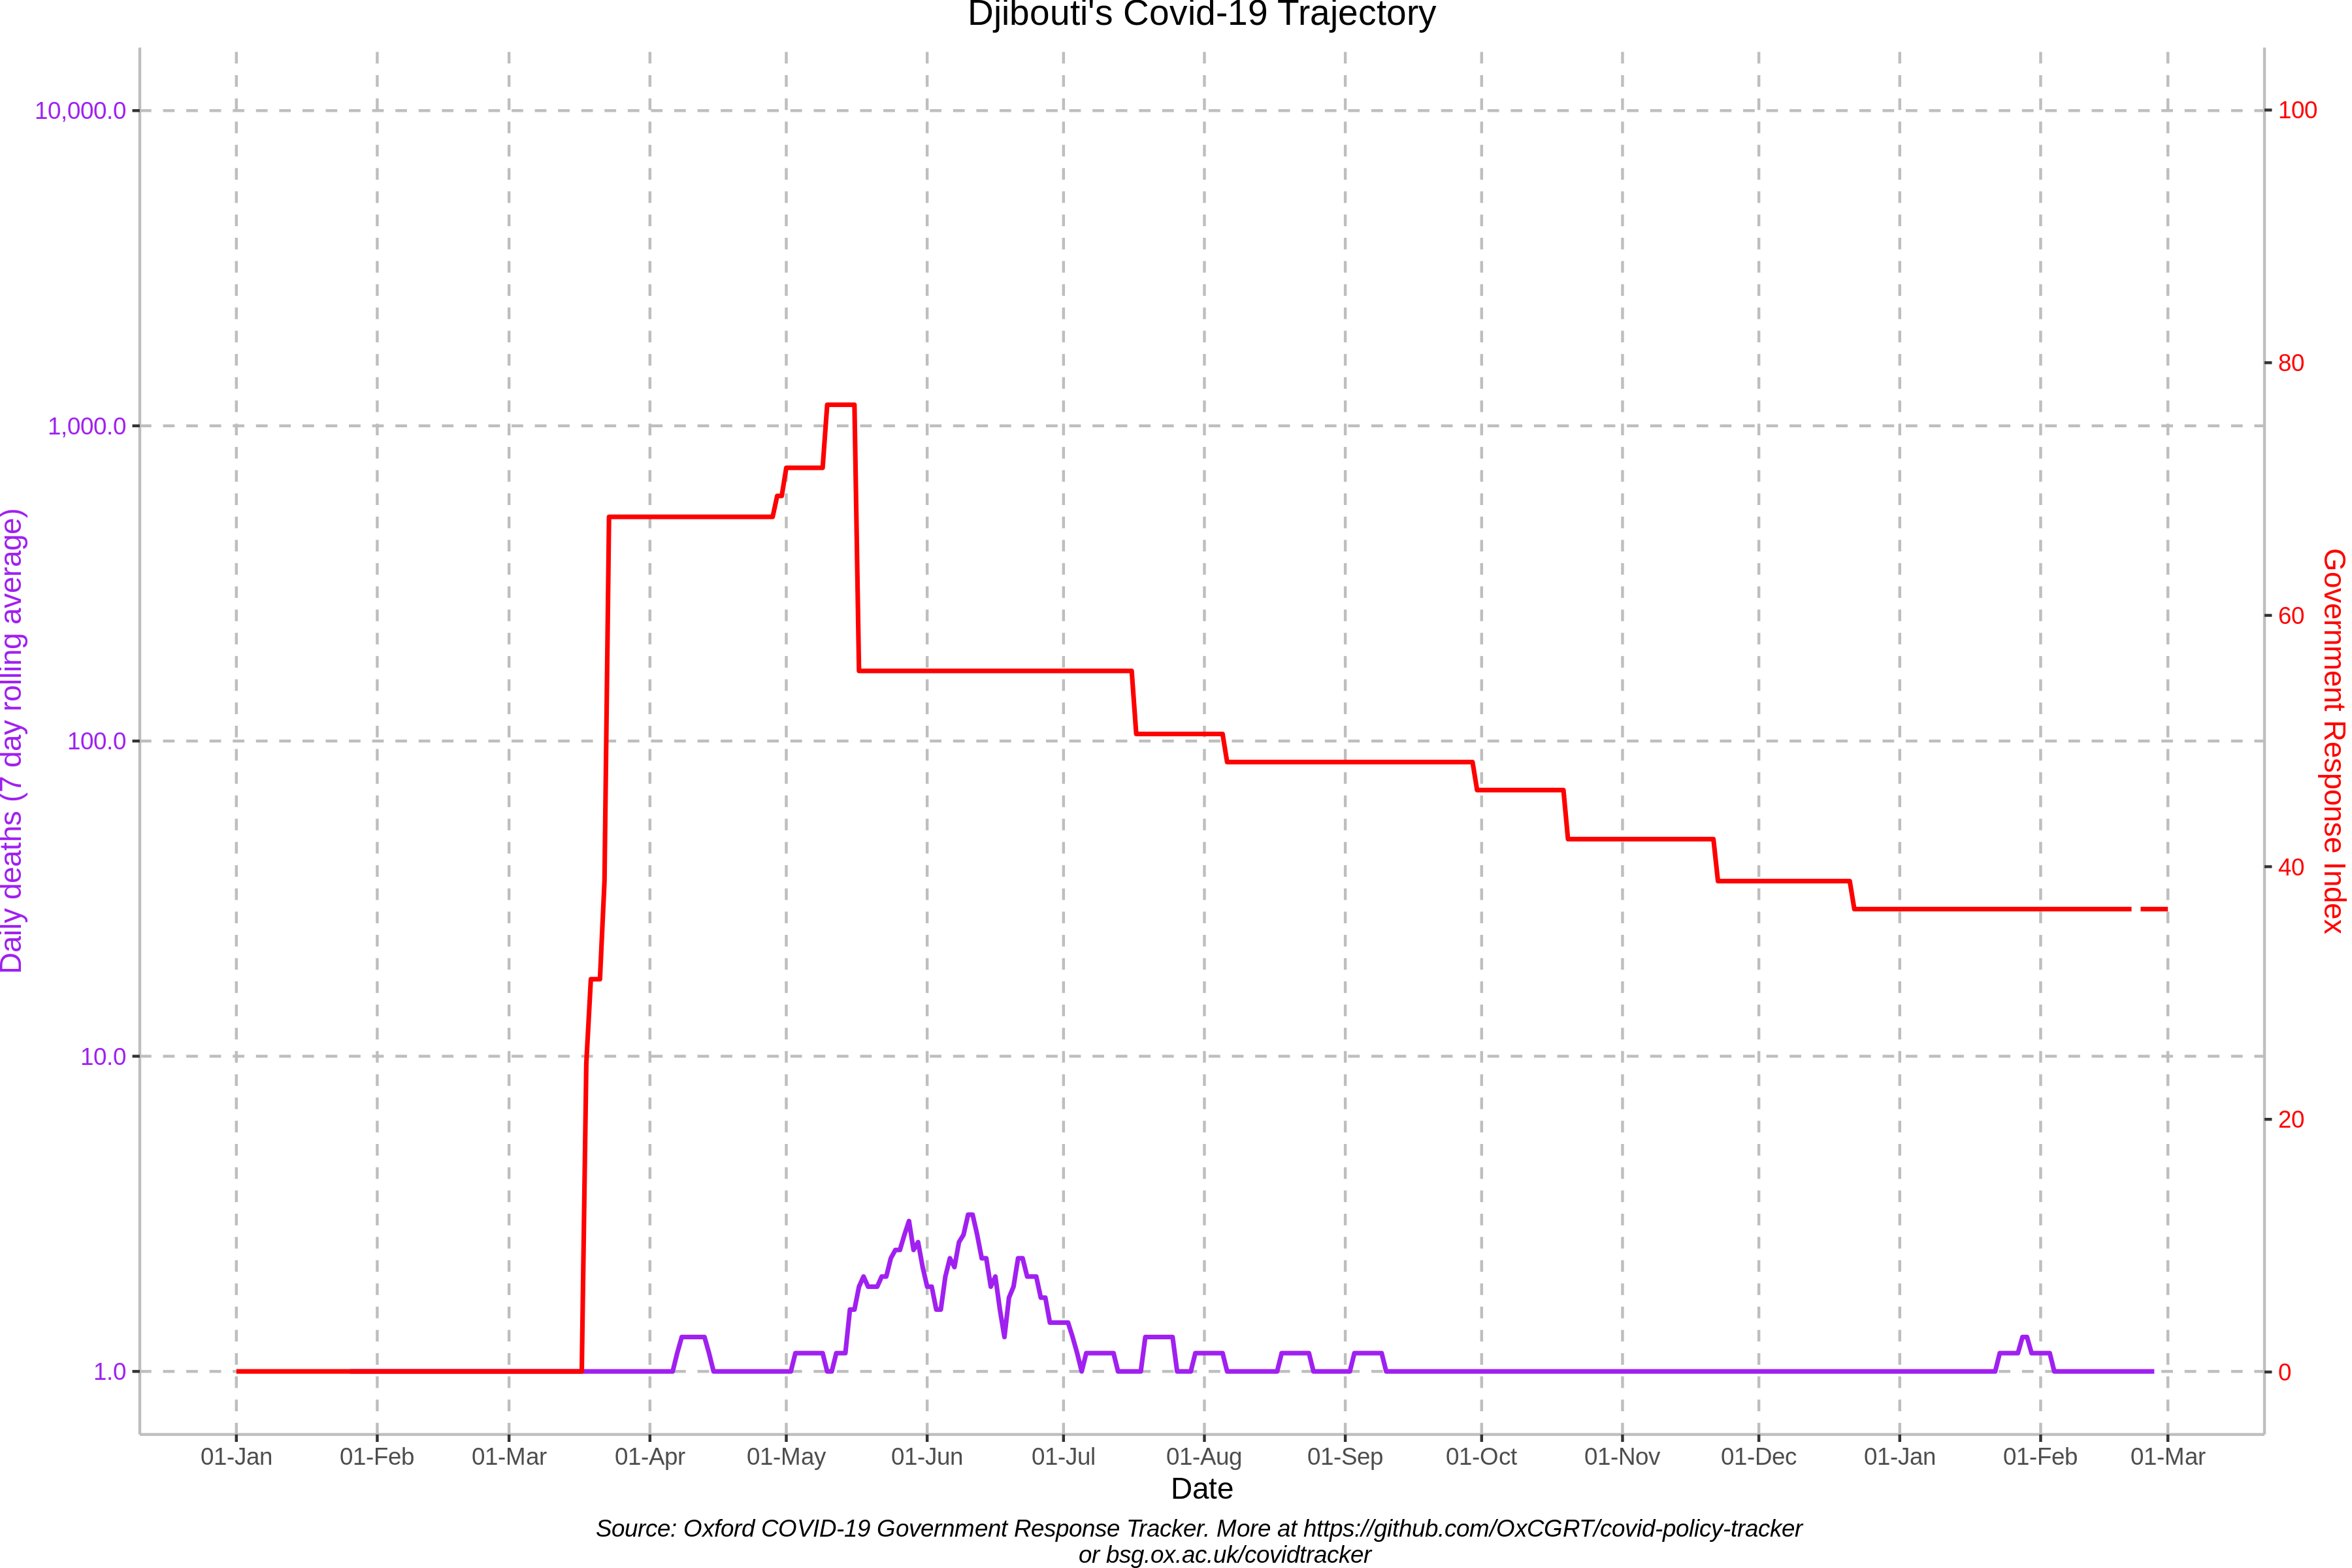 Djibouti's Covid-19 Trajectory
10,000.0
1,000.0
100.0
10.0
1.0
Daily deaths (7 day rolling average)
100
80
60
40
20
0
Government Response Index
01-Jan 01-Feb 01-Mar 01-Apr 01-May 01-Jun 01-Jul 01-Aug 01-Sep 01-Oct 01-Nov 01-Dec 01-Jan 01-Feb 01-Mar
Date
Source: Oxford COVID-19 Government Response Tracker. More at https://github.com/OxCGRT/covid-policy-tracker
or bsg.ox.ac.uk/covidtracker